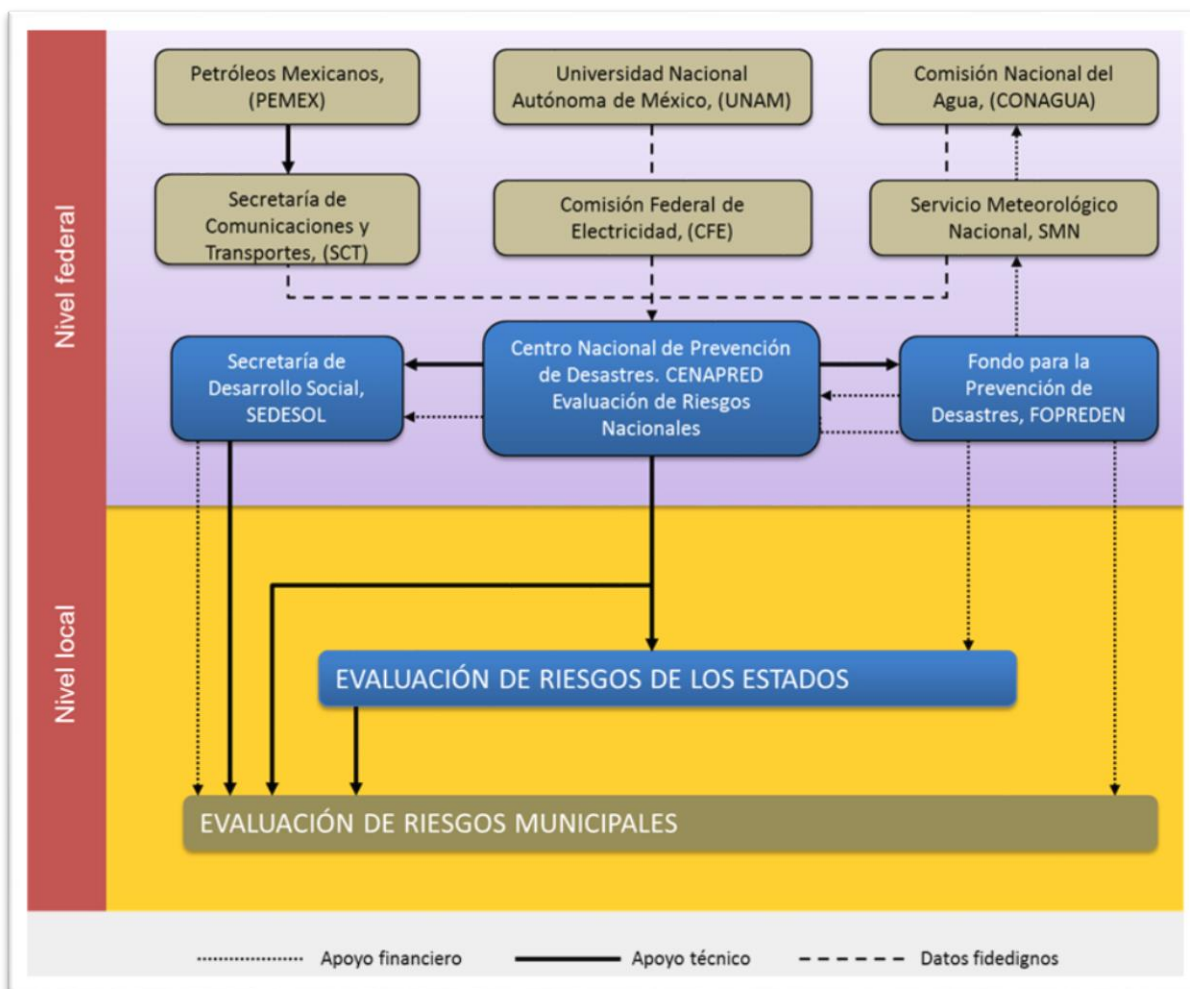 Nivel federal
Petróleos Mexicanos,
(PEMEX)
Universidad Nacional
Autónoma de México, (UNAM)
Comisión Nacional del
Agua, (CONAGUA)
Secretaría de
Comunicaciones y
Transportes, (SCT)
Comisión Federal de
Electricidad, (CFE)
Servicio Meteorológico
Nacional, SMN
Secretaría de
Desarrollo Social,
SEDESOL
Centro Nacional de Prevención
de Desastres. CENAPRED
Evaluación de Riesgos
Nacionales
Fondo para la
Prevención de
Desastres, FOPREDEN
Nivel local
EVALUACIÓN DE RIESGOS DE LOS ESTADOS
EVALUACIÓN DE RIESGOS MUNICIPALES
Apoyo financiero
Apoyo técnico
Datos fidedignos